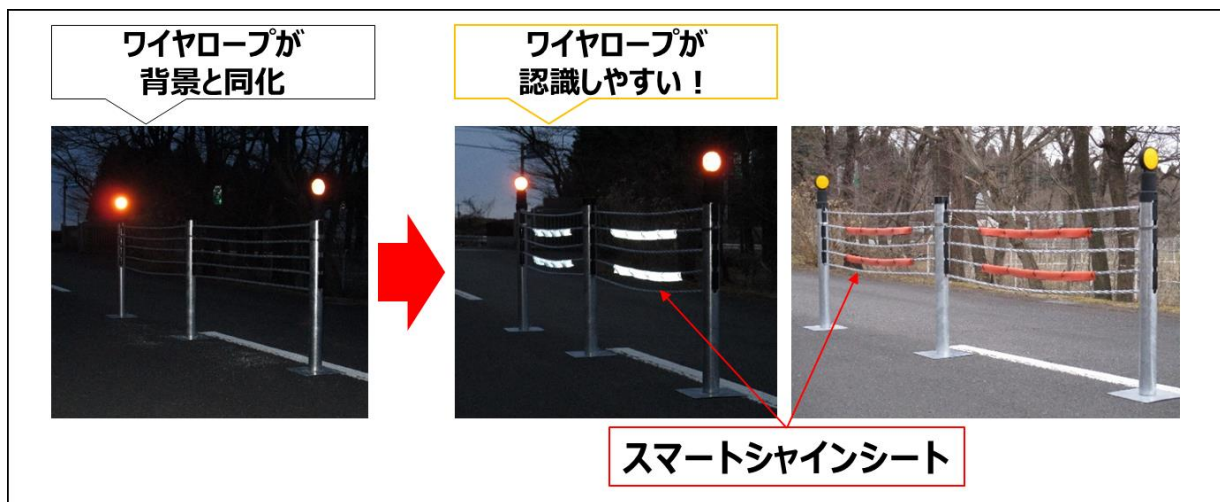 ワイヤロープが
背景と同化
ワイヤロープが
認識しやすい！
スマートシャインシート